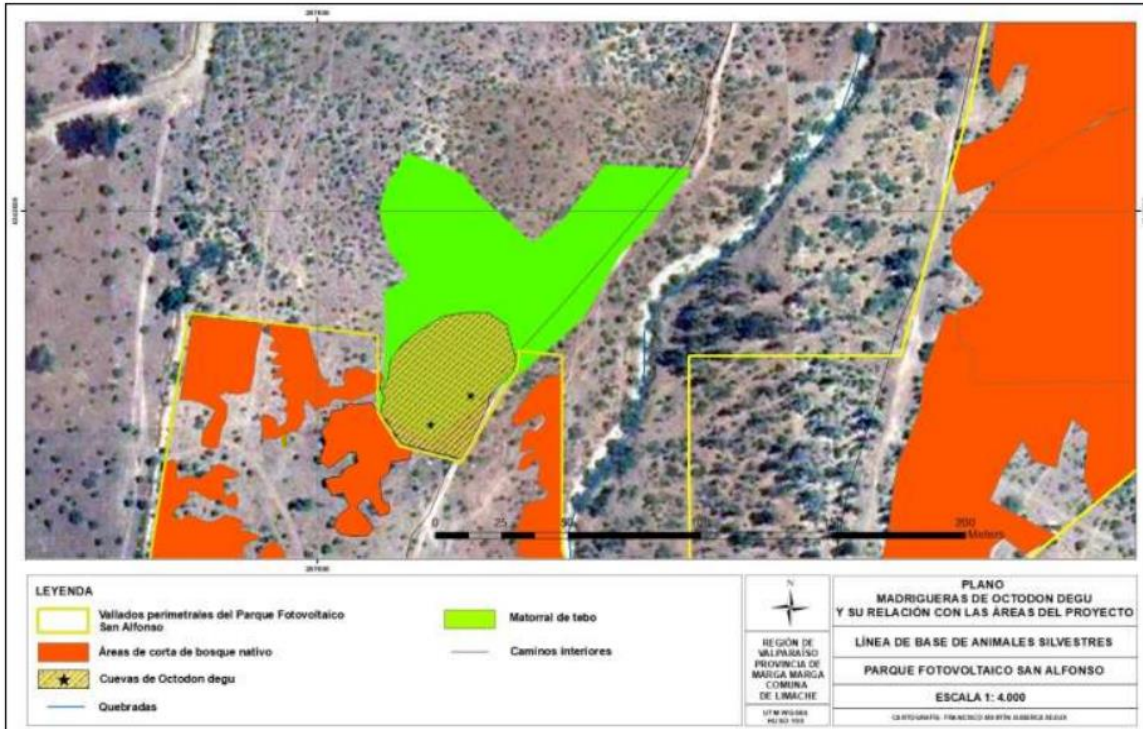 LEYENDA
Vallados perimetrales del Parque Fotovoltaico
San Alfonso
Áreas de corta de bosque nativo
Cuevas de Octodon degu
Quebradas
Matorral de tebo
Caminos interiores
N
REGIÓN DE
VALPARAÍSO
PROVINCIA DE
MARGA MARGA
COMUNA
DE LIMACHE
PLANO
MADRIGUERAS DE OCTODON DEGU
Y SU RELACIÓN CON LAS ÁREAS DEL PROYECTO
LÍNEA DE BASE DE ANIMALES SILVESTRES
PARQUE FOTOVOLTAICO SAN ALFONSO
ESCALA 1: 4.000
0 25 50 200
Meters